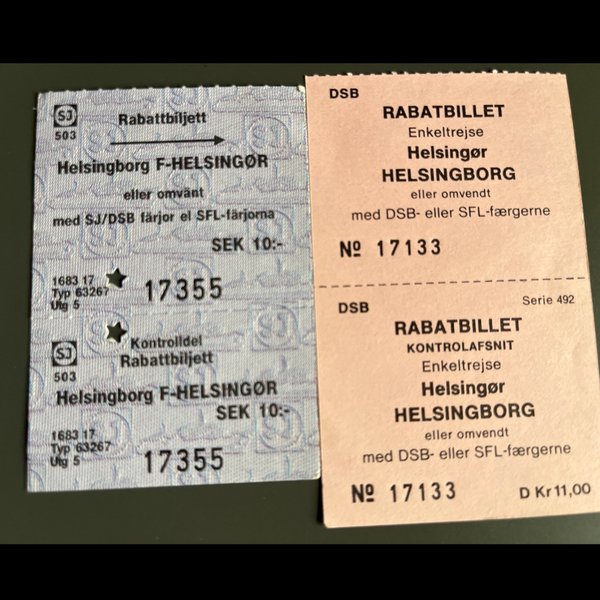 SJ
503
Rabattbiljett
Helsingborg F-HELSINGØR
eller omvänt
med SJ/DSB färjor el SFL-färjorna
SEK 10:-
1683 17
Typ 63267
Utg 5
17355
SJ
503
Kontrolldel
Rabattbiljett
Helsingborg F-HELSINGØR
SEK 10:-
1683 17
Typ 63267
Utg 5
17355
DSB
RABATBILLET
Enkeltrejse
Helsingør
HELSINGBORG
eller omvendt
med DSB- eller SFL-færgerne
№ 17133
DSB
Serie 492
RABATBILLET
KONTROLAFSNIT
Enkeltrejse
Helsingør
HELSINGBORG
eller omvendt
med DSB- eller SFL-færgerne
№ 17133
D Kr 11,00